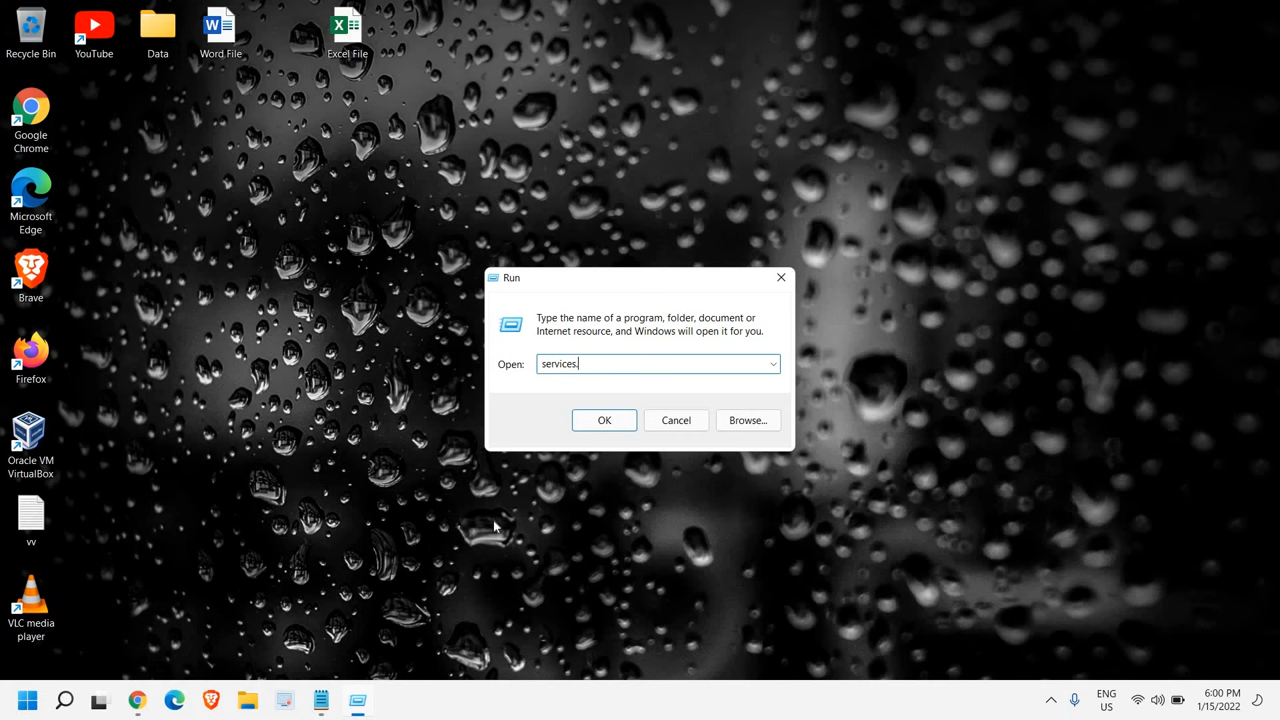 Recycle Bin
YouTube
Data
Word File
Excel File
Google
Chrome
Microsoft
Edge
Brave
Firefox
Oracle VM
VirtualBox
vv
VLC media
player
Run
Type the name of a program, folder, document or
Internet resource, and Windows will open it for you.
Open: services.
OK Cancel Browse...
ENG
US
6:00 PM
1/15/2022